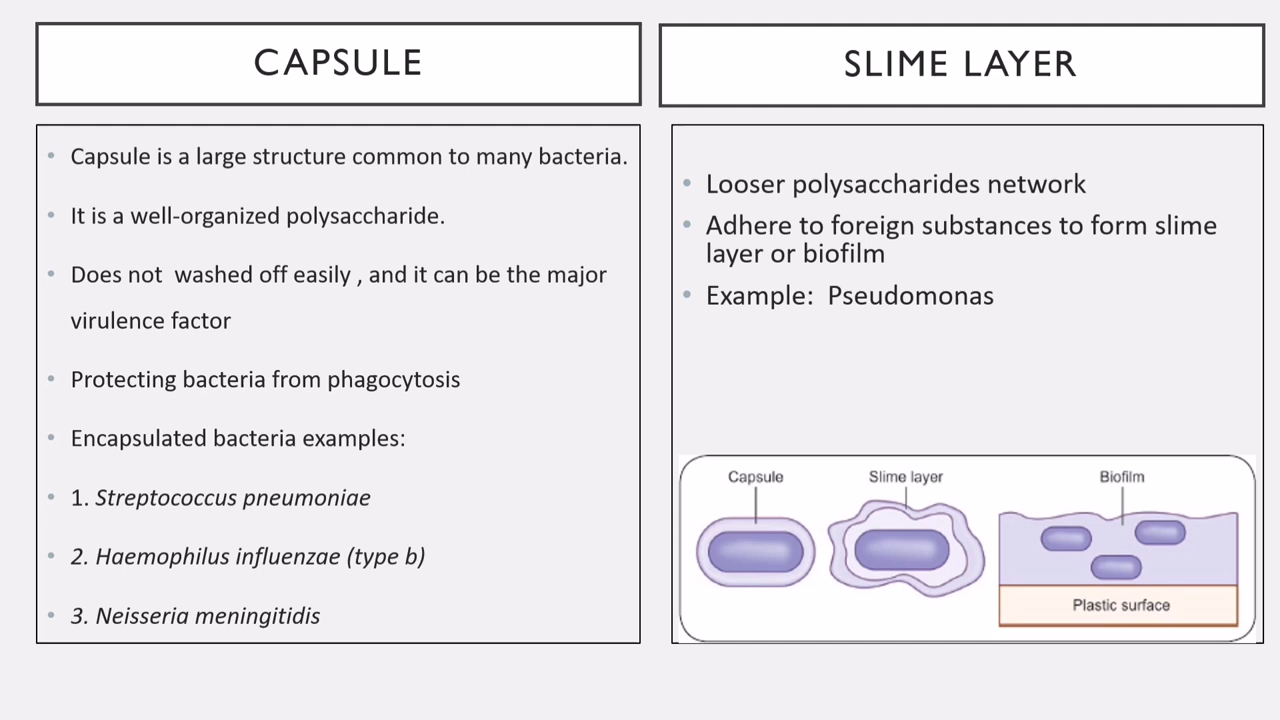 CAPSULE
• Capsule is a large structure common to many bacteria.
• It is a well-organized polysaccharide.
• Does not  washed off easily , and it can be the major
virulence factor
• Protecting bacteria from phagocytosis
• Encapsulated bacteria examples:
• 1. Streptococcus pneumoniae
• 2. Haemophilus influenzae (type b)
• 3. Neisseria meningitidis
SLIME LAYER
• Looser polysaccharides network
• Adhere to foreign substances to form slime
layer or biofilm
• Example:  Pseudomonas
Capsule
Slime layer
Biofilm
Plastic surface